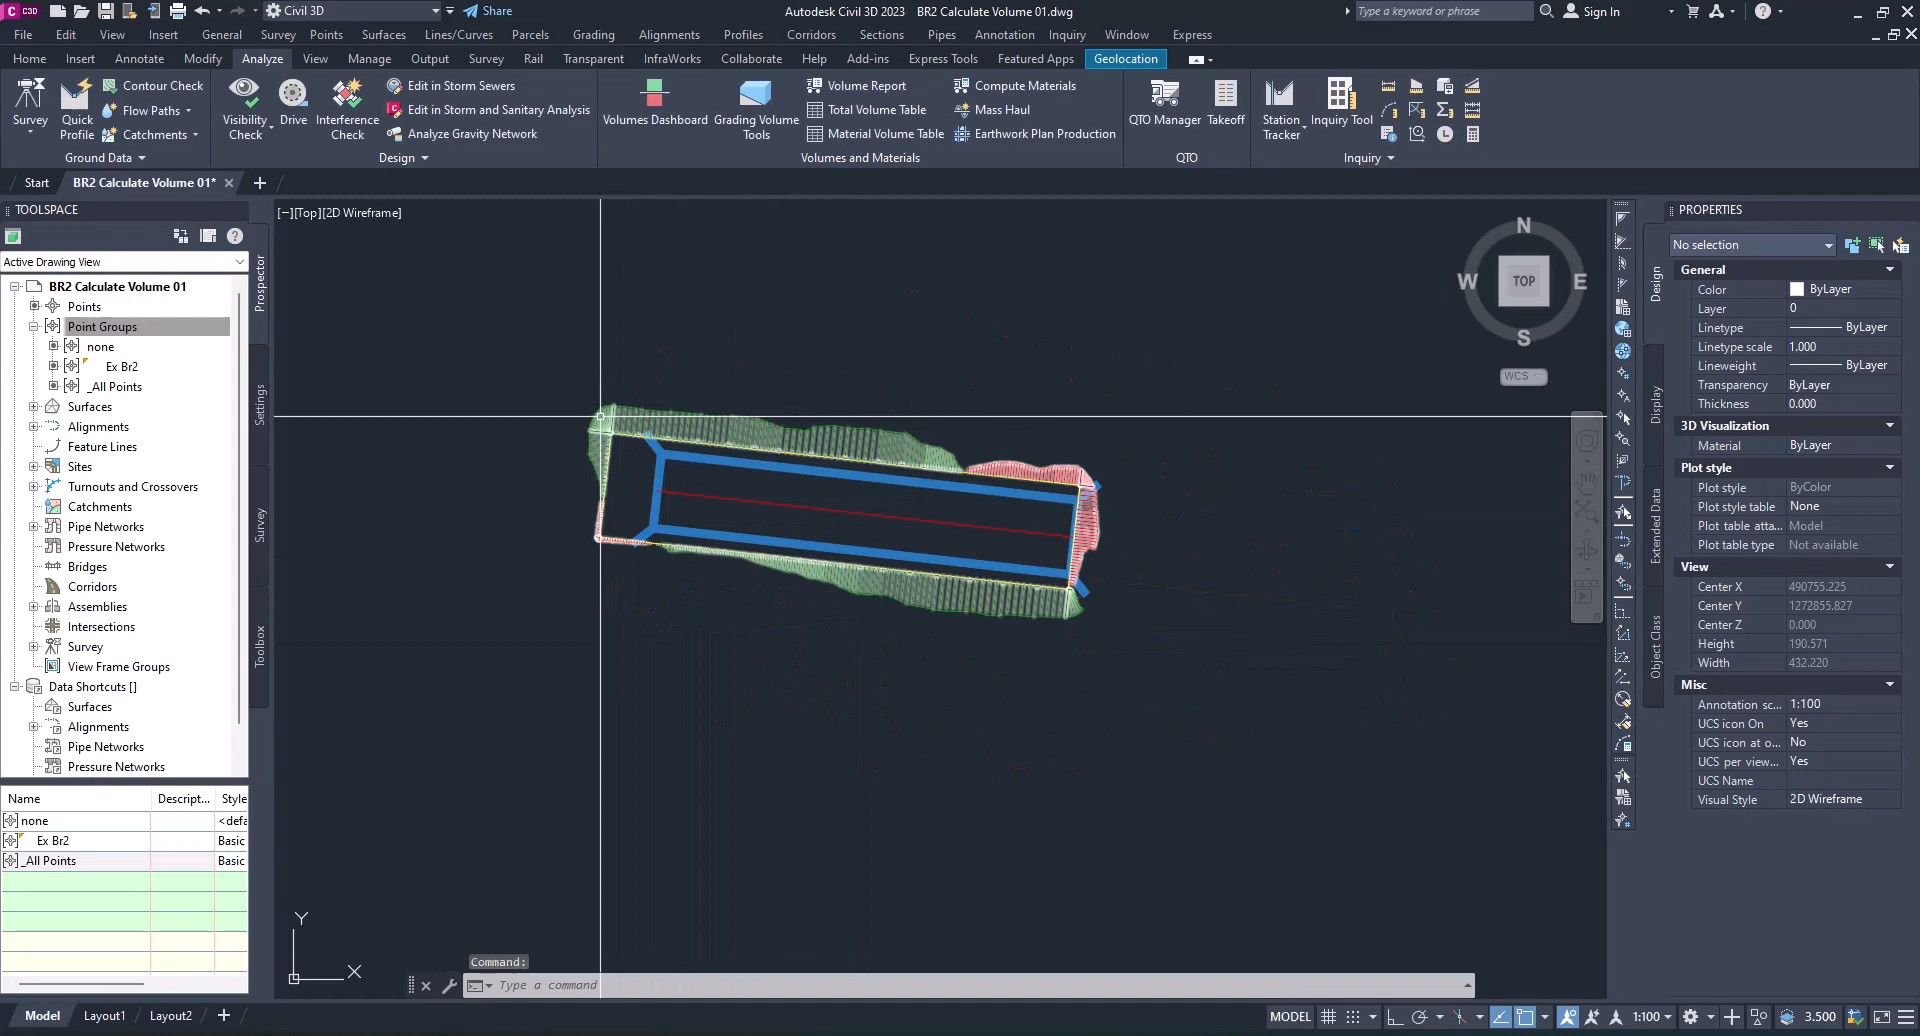 C3D
Civil 3D
Share
Autodesk Civil 3D 2023 BR2 Calculate Volume 01.dwg
Type a keyword or phrase
Sign In
File Edit View Insert General Survey Points Surfaces Lines/Curves Parcels Grading Alignments Profiles Corridors Sections Pipes Annotation Inquiry Window Express
Home Insert Annotate Modify Analyze View Manage Output Survey Rail Transparent InfraWorks Collaborate Help Add-ins Express Tools Featured Apps Geolocation
Survey
Quick Profile
Contour Check
Flow Paths
Catchments
Ground Data
Visibility Check
Drive
Interference Check
Edit in Storm Sewers
Edit in Storm and Sanitary Analysis
Analyze Gravity Network
Design
Volumes Dashboard
Grading Volume Tools
Volume Report
Total Volume Table
Material Volume Table
Compute Materials
Mass Haul
Earthwork Plan Production
Volumes and Materials
QTO Manager
Takeoff
QTO
Station Tracker
Inquiry Tool
Inquiry
Start
BR2 Calculate Volume 01*
TOOLSPACE
Active Drawing View
BR2 Calculate Volume 01
Points
Point Groups
none
Ex Br2
_All Points
Surfaces
Alignments
Feature Lines
Sites
Turnouts and Crossovers
Catchments
Pipe Networks
Pressure Networks
Bridges
Corridors
Assemblies
Intersections
Survey
View Frame Groups
Data Shortcuts []
Surfaces
Alignments
Pipe Networks
Pressure Networks
Prospector
Settings
Survey
Toolbox
Name Descript... Style
none <defa
Ex Br2 Basic
_All Points Basic
[−][Top][2D Wireframe]
N
W TOP E
S
WCS
Y
X
Command:
Type a command
PROPERTIES
No selection
Design
Display
Extended Data
Object Class
General
Color ByLayer
Layer 0
Linetype ByLayer
Linetype scale 1.000
Lineweight ByLayer
Transparency ByLayer
Thickness 0.000
3D Visualization
Material ByLayer
Plot style
Plot style ByColor
Plot style table None
Plot table atta... Model
Plot table type Not available
View
Center X 490755.225
Center Y 1272855.827
Center Z 0.000
Height 190.571
Width 432.220
Misc
Annotation sc... 1:100
UCS icon On Yes
UCS icon at o... No
UCS per view... Yes
UCS Name
Visual Style 2D Wireframe
Model Layout1 Layout2
MODEL
1:100
3.500